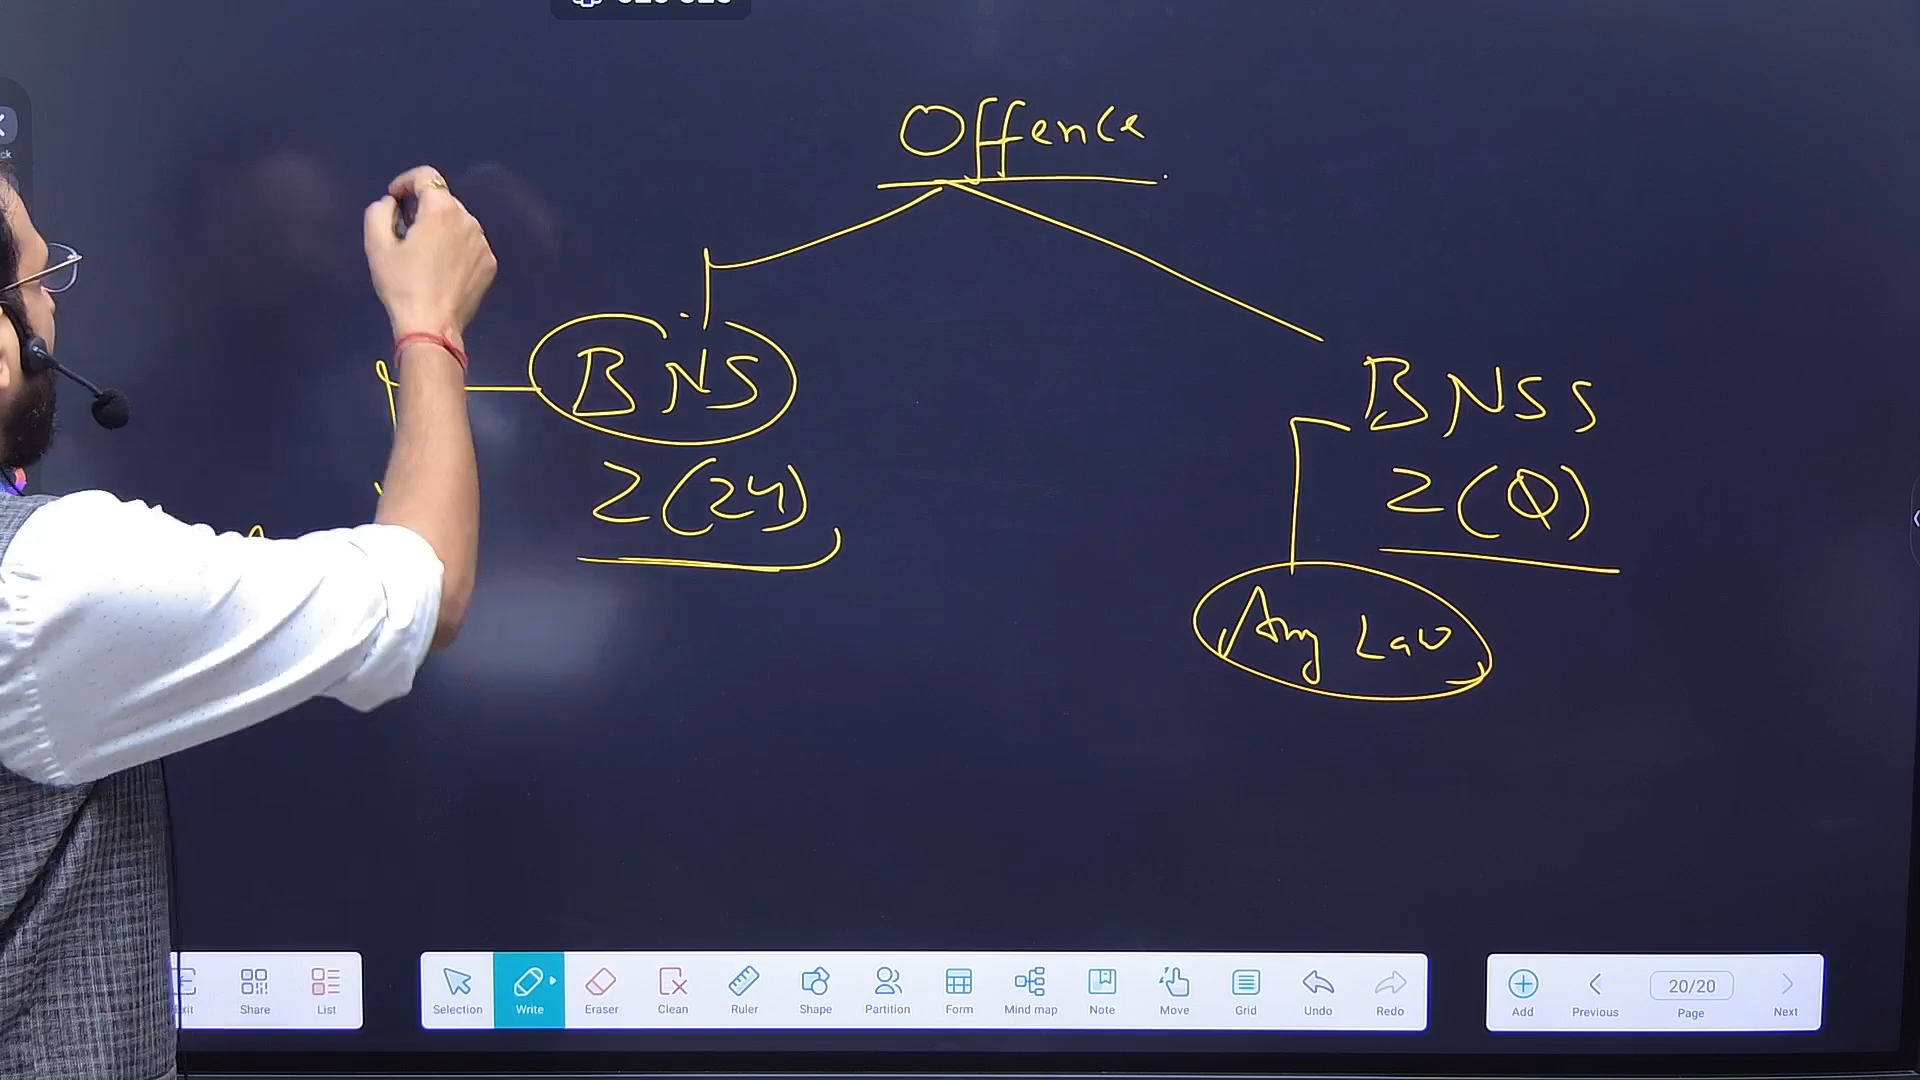 Offence
BNS
BNSS
2(24)
2(Q)
Any Law
Share
List
Selection
Write
Eraser
Clean
Ruler
Shape
Partition
Form
Mind map
Note
Move
Grid
Undo
Redo
Add
Previous
20/20
Page
Next